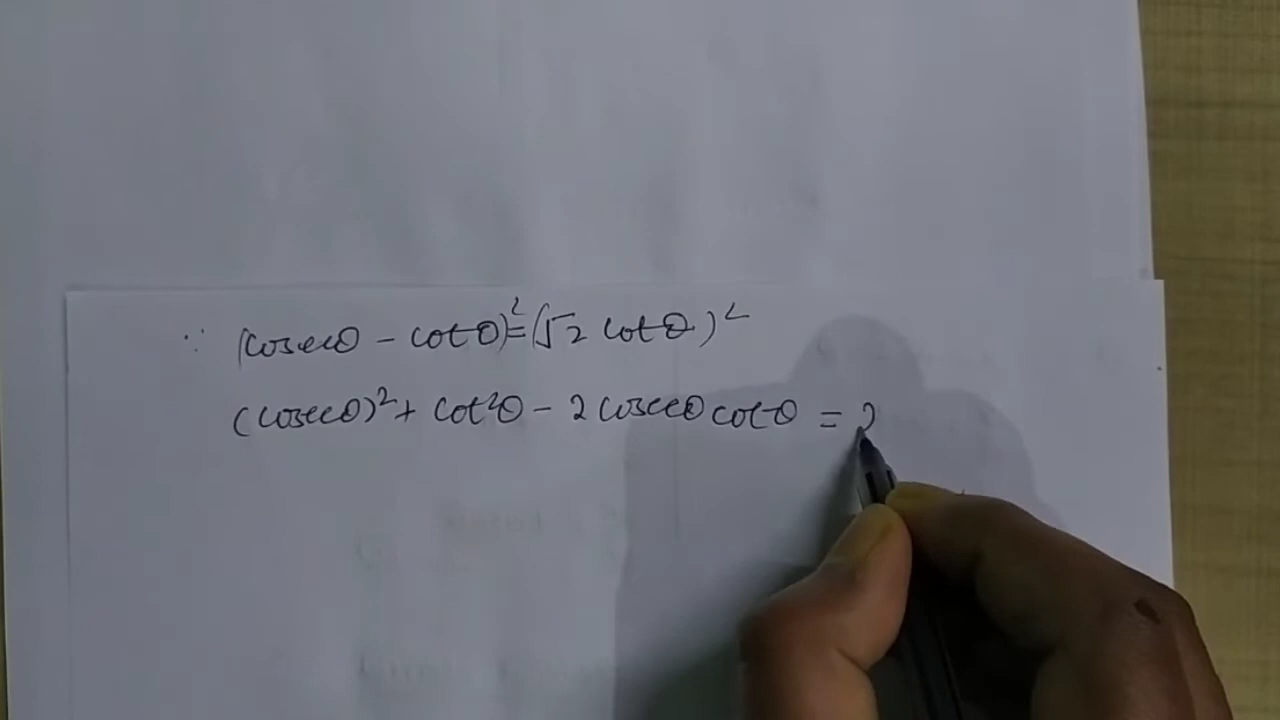 ∵ (cosecθ - cotθ)² = (√2 cotθ)²
(cosecθ)² + cot²θ - 2 cosecθ cotθ = 2